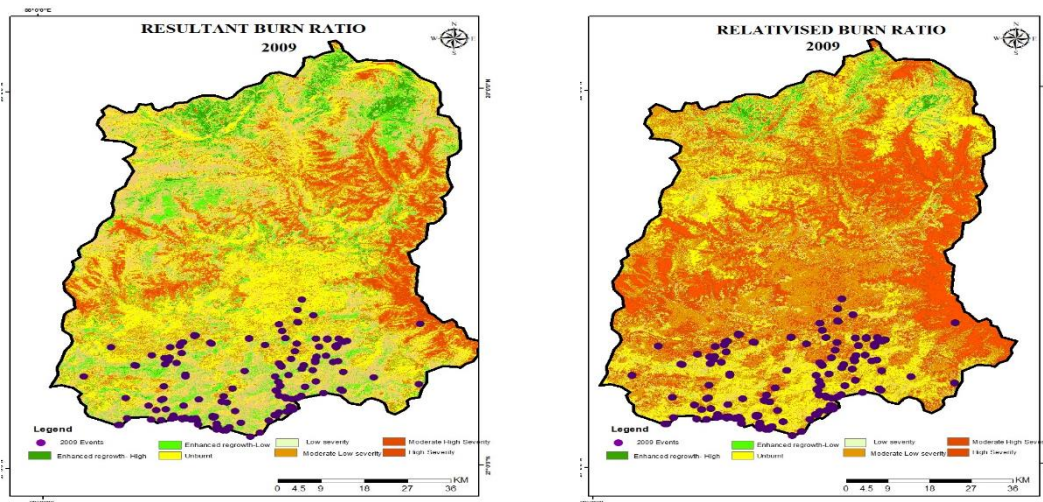 RESULTANT BURN RATIO
2009
N
W E
S
Legend
2009 Events
Enhanced regrowth-Low
Low severity
Moderate High Severity
Enhanced regrowth- High
Unburnt
Moderate Low severity
High Severity
KM
0 4.5 9 18 27 36
RELATIVISED BURN RATIO
2009
N
W E
S
Legend
2009 Events
Enhanced regrowth-Low
Low severity
Moderate High Severity
Enhanced regrowth- High
Unburnt
Moderate Low severity
High Severity
KM
0 4.5 9 18 27 36